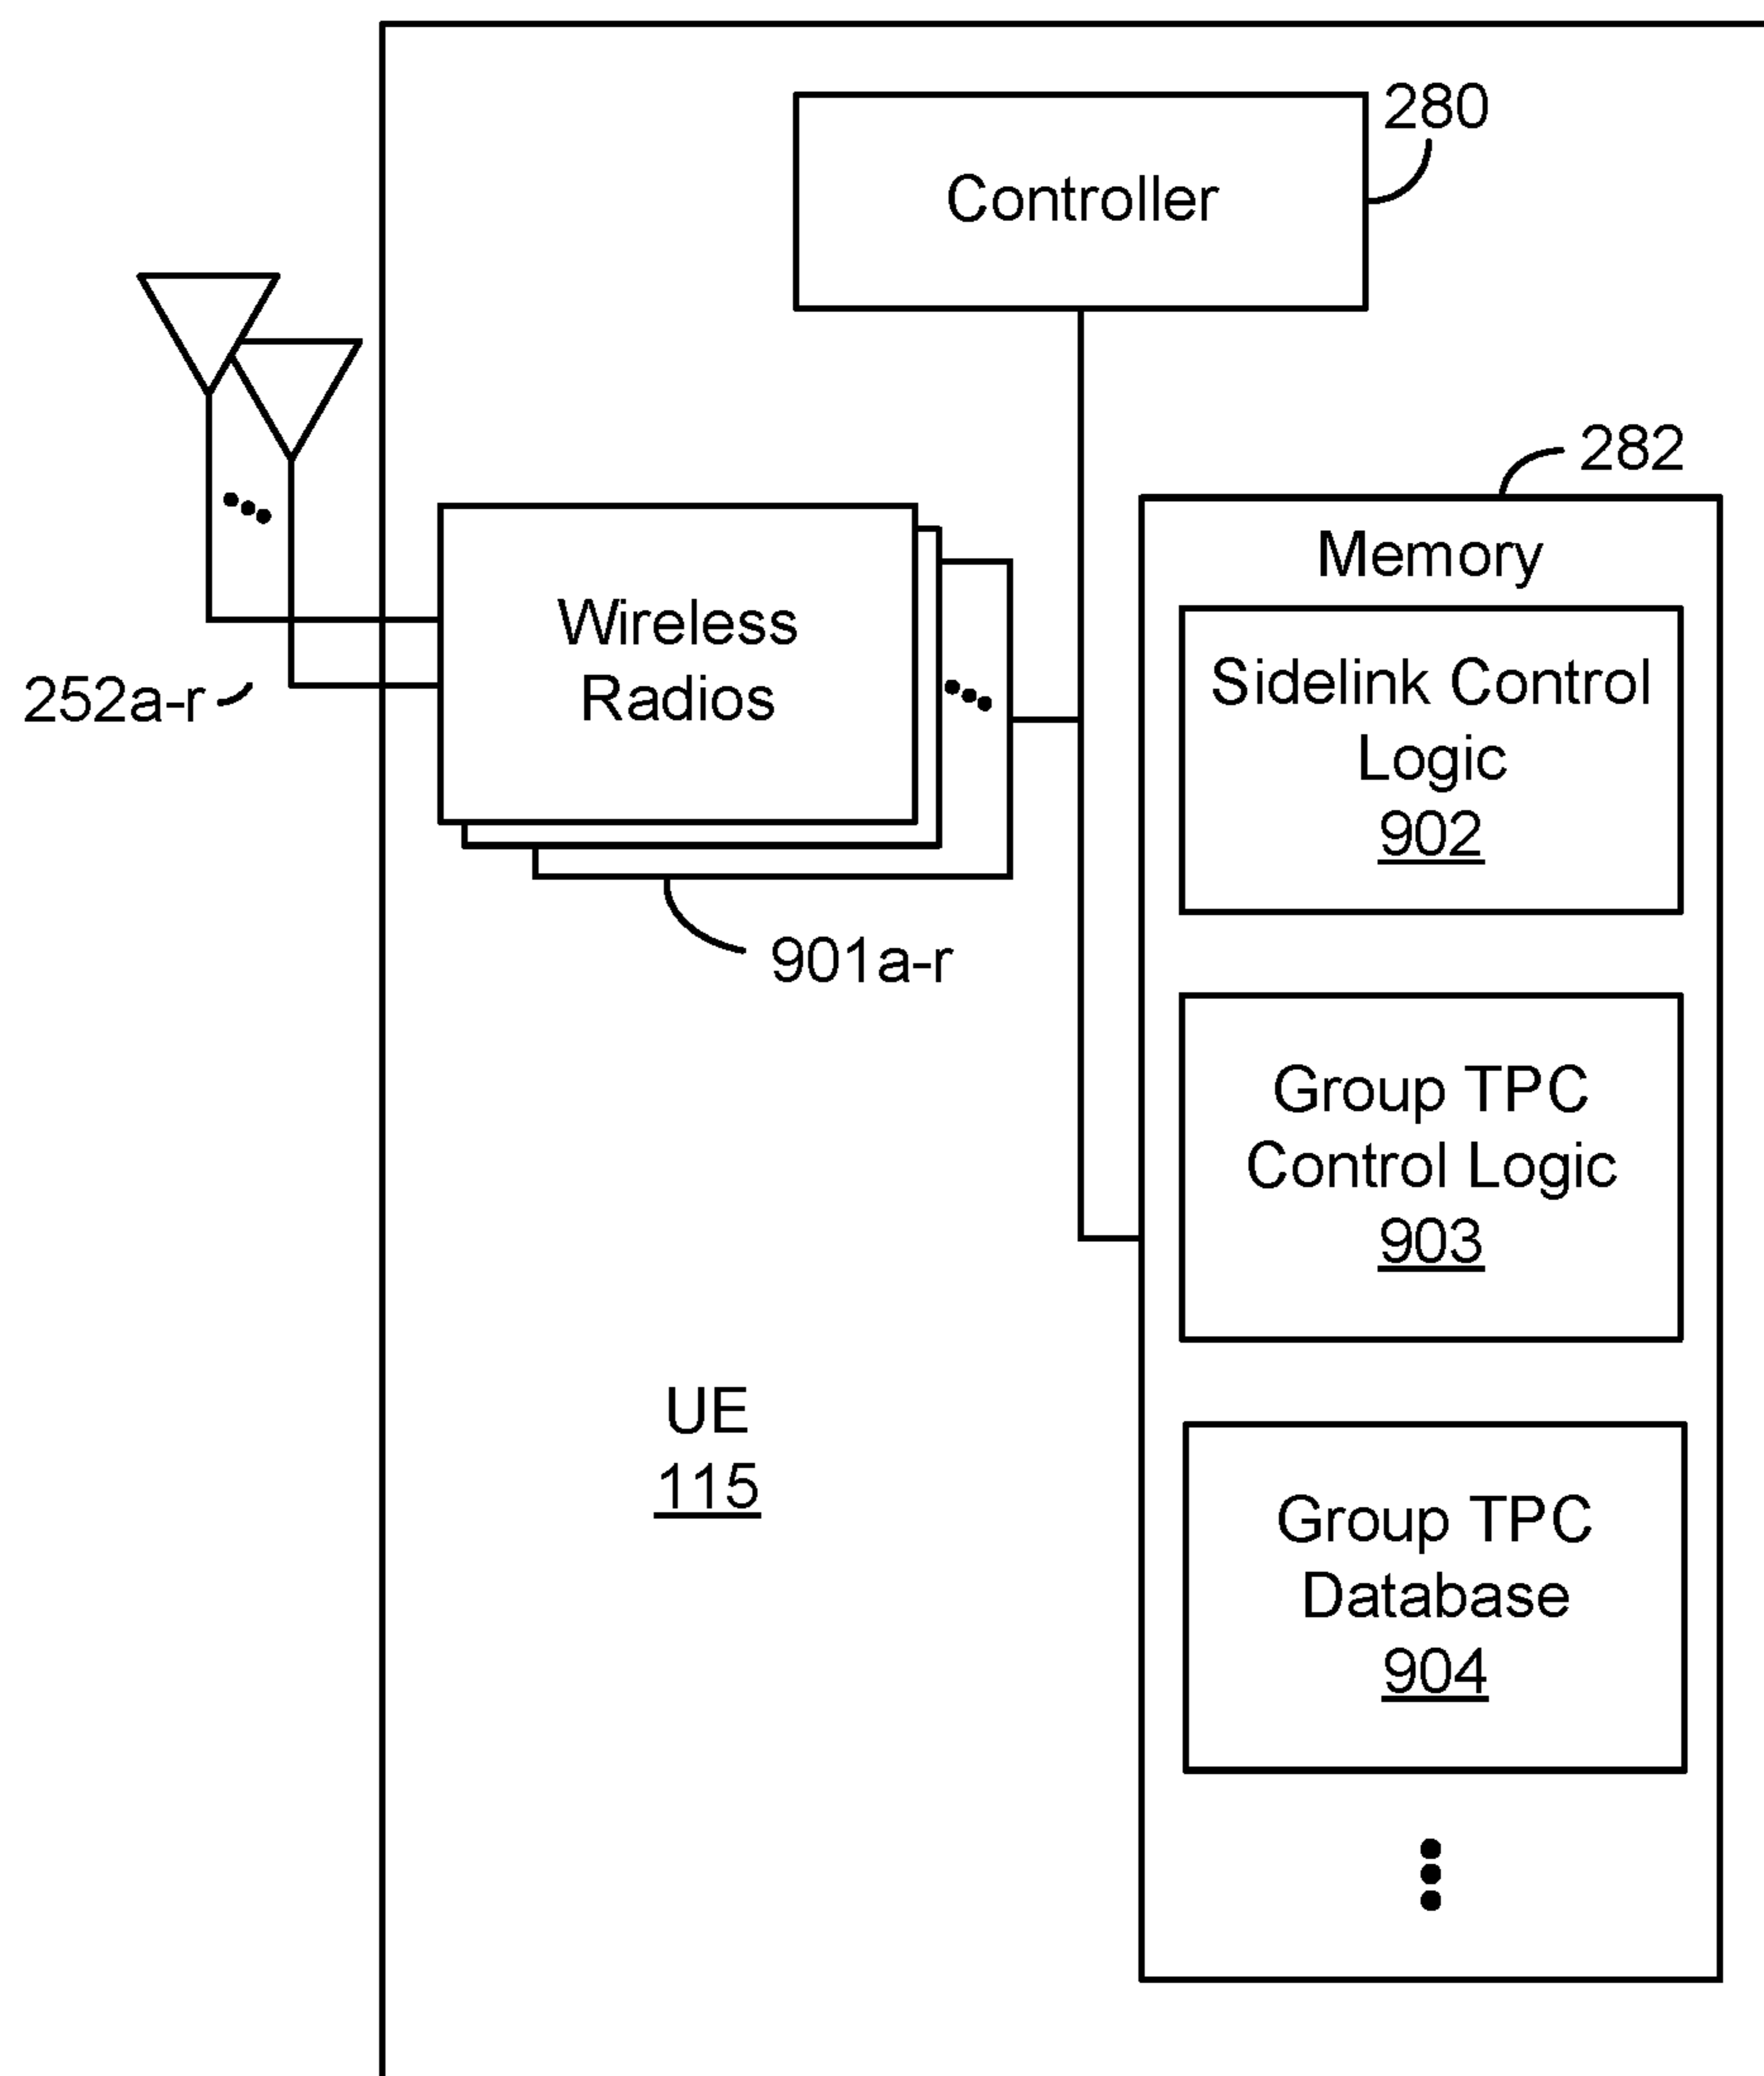 280
Controller
282
Memory
Wireless
Radios
252a-r
901a-r
Sidelink Control
Logic
902
Group TPC
Control Logic
903
UE
115
Group TPC
Database
904